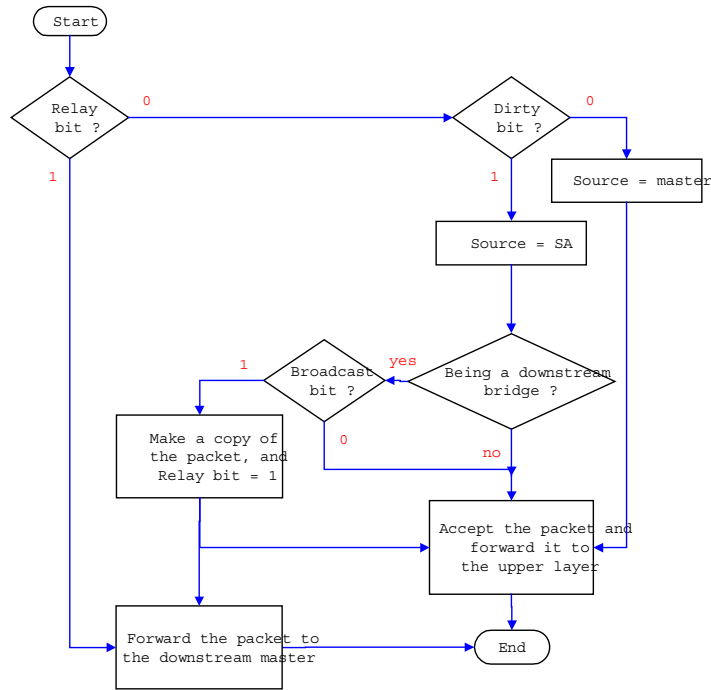 Start
Relay
bit ?
0
Dirty
bit ?
0
1
1
Source = master
Source = SA
Being a downstream
bridge ?
yes
Broadcast
bit ?
1
0
no
Make a copy of
the packet, and
Relay bit = 1
Accept the packet and
forward it to
the upper layer
Forward the packet to
the downstream master
End